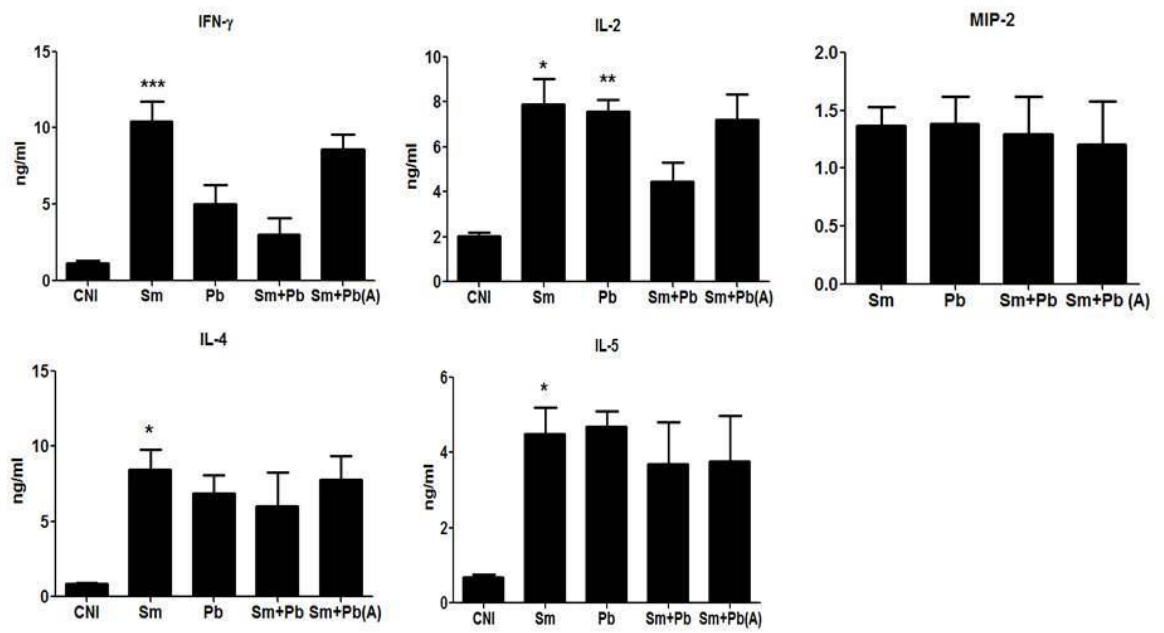 IFN-γ
15
10
5
0
ng/ml
***
CNI Sm Pb Sm+Pb Sm+Pb(A)
IL-2
10
8
6
4
2
0
ng/ml
* **
CNI Sm Pb Sm+Pb Sm+Pb(A)
MIP-2
2.0
1.5
1.0
0.5
0.0
Sm Pb Sm+Pb Sm+Pb (A)
IL-4
15
10
5
0
ng/ml
*
CNI Sm Pb Sm+Pb Sm+Pb(A)
IL-5
6
4
2
0
ng/ml
*
CNI Sm Pb Sm+Pb Sm+Pb(A)